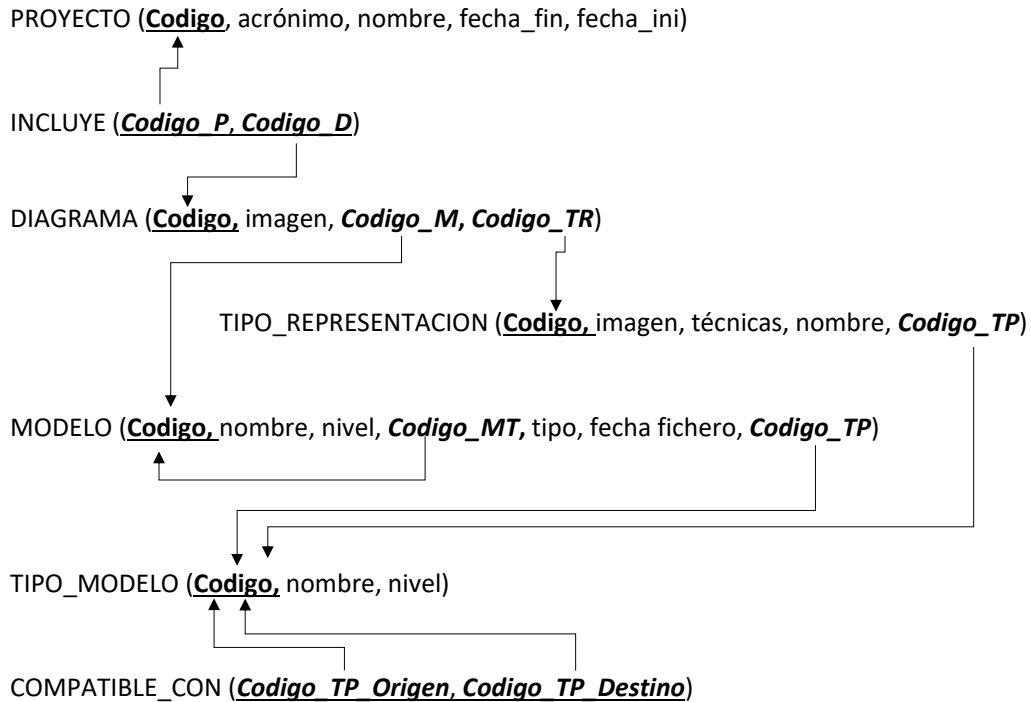 PROYECTO (Codigo, acrónimo, nombre, fecha_fin, fecha_ini)
INCLUYE (Codigo_P, Codigo_D)
DIAGRAMA (Codigo, imagen, Codigo_M, Codigo_TR)
TIPO_REPRESENTACION (Codigo, imagen, técnicas, nombre, Codigo_TP)
MODELO (Codigo, nombre, nivel, Codigo_MT, tipo, fecha fichero, Codigo_TP)
TIPO_MODELO (Codigo, nombre, nivel)
COMPATIBLE_CON (Codigo_TP_Origen, Codigo_TP_Destino)